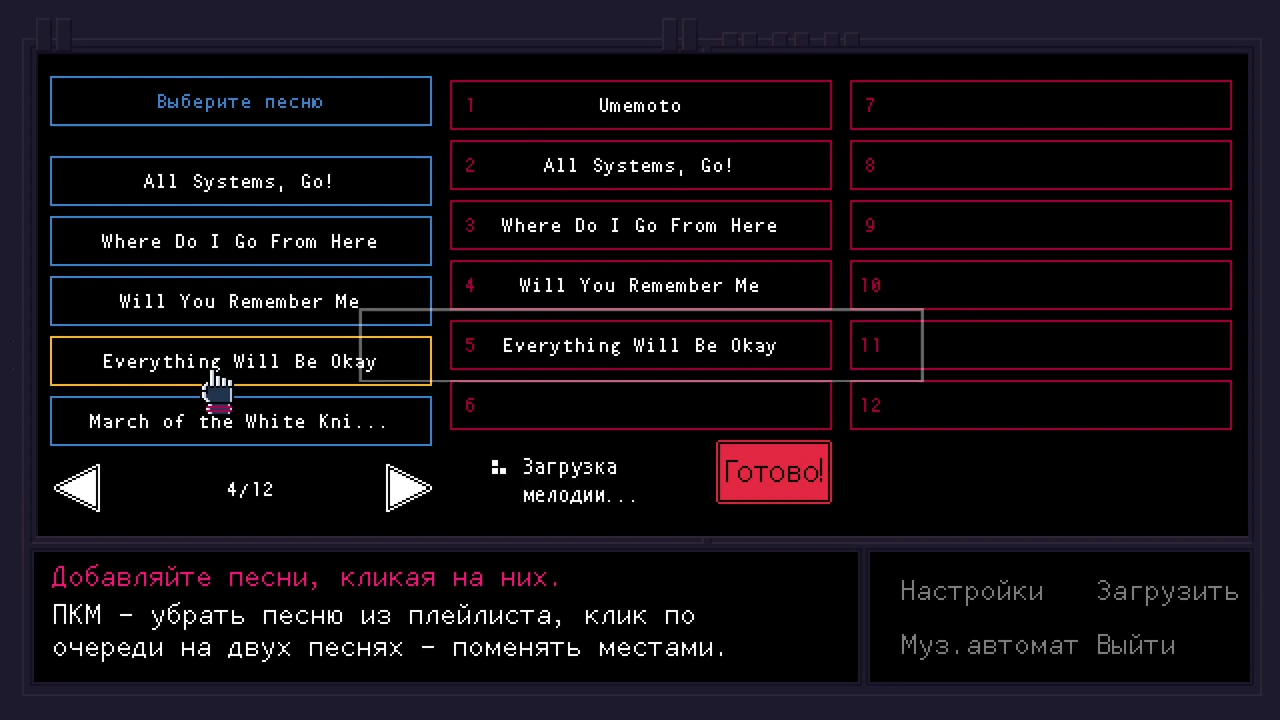 Выберите песню
All Systems, Go!
Where Do I Go From Here
Will You Remember Me
Everything Will Be Okay
March of the White Kni...
4/12
1 Umemoto
2 All Systems, Go!
3 Where Do I Go From Here
4 Will You Remember Me
5 Everything Will Be Okay
6
7
8
9
10
11
12
Загрузка
мелодии...
Готово!
Добавляйте песни, кликая на них.
ПКМ – убрать песню из плейлиста, клик по
очереди на двух песнях – поменять местами.
Настройки Загрузить
Муз.автомат Выйти